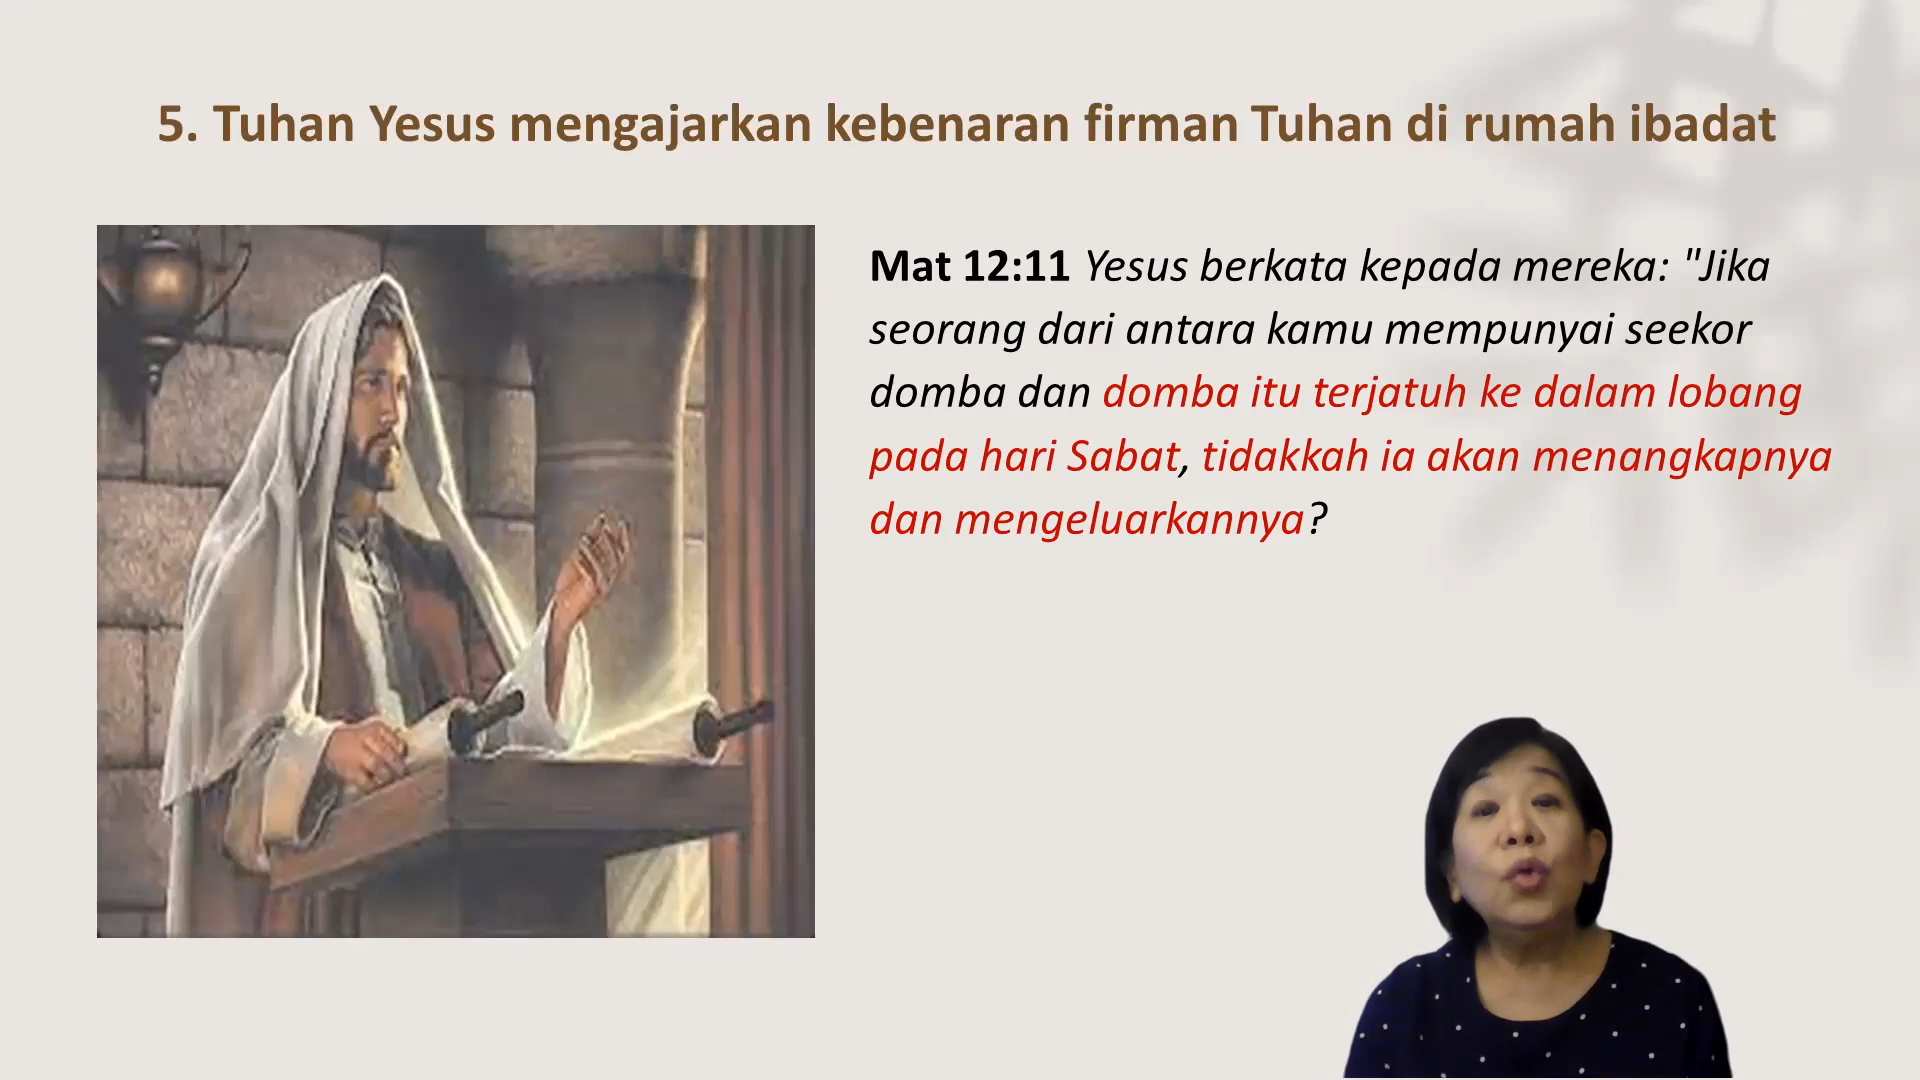 5. Tuhan Yesus mengajarkan kebenaran firman Tuhan di rumah ibadat
Mat 12:11 Yesus berkata kepada mereka: "Jika
seorang dari antara kamu mempunyai seekor
domba dan domba itu terjatuh ke dalam lobang
pada hari Sabat, tidakkah ia akan menangkapnya
dan mengeluarkannya?